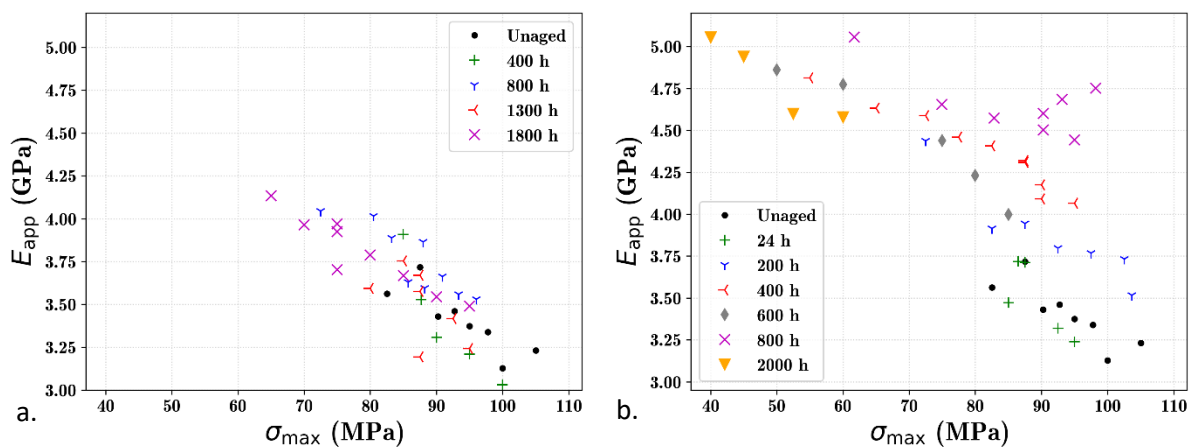 5.00
4.75
4.50
4.25
4.00
3.75
3.50
3.25
3.00
E_app (GPa)
Unaged
400 h
800 h
1300 h
1800 h
40 50 60 70 80 90 100 110
σ_max (MPa)
a.
5.00
4.75
4.50
4.25
4.00
3.75
3.50
3.25
3.00
E_app (GPa)
Unaged
24 h
200 h
400 h
600 h
800 h
2000 h
40 50 60 70 80 90 100 110
σ_max (MPa)
b.